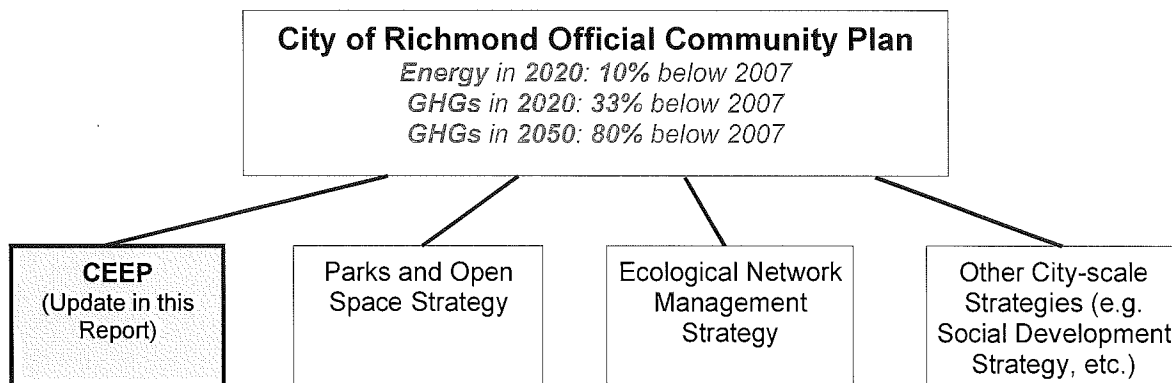 City of Richmond Official Community Plan
Energy in 2020: 10% below 2007
GHGs in 2020: 33% below 2007
GHGs in 2050: 80% below 2007
CEEP
(Update in this
Report)
Parks and Open
Space Strategy
Ecological Network
Management
Strategy
Other City-scale
Strategies (e.g.
Social Development
Strategy, etc.)